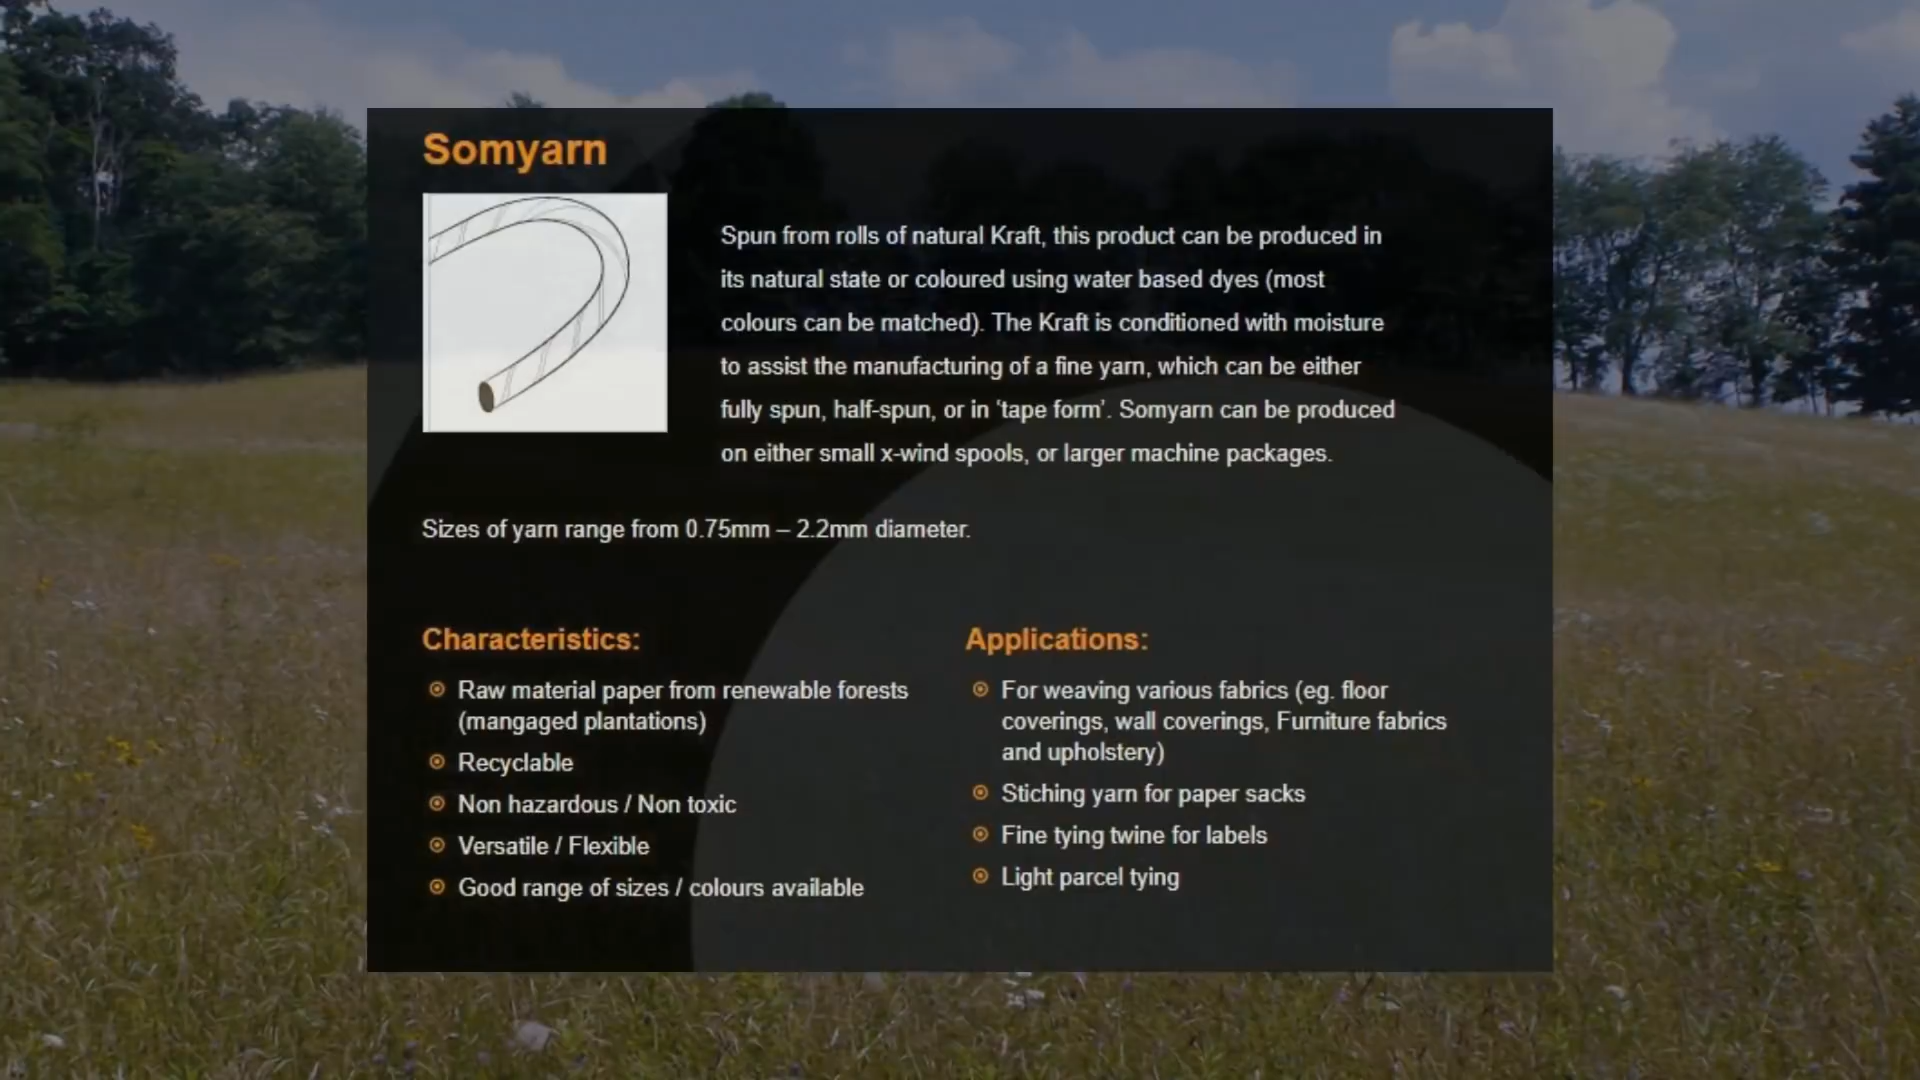 Somyarn
Spun from rolls of natural Kraft, this product can be produced in
its natural state or coloured using water based dyes (most
colours can be matched). The Kraft is conditioned with moisture
to assist the manufacturing of a fine yarn, which can be either
fully spun, half-spun, or in ‘tape form’. Somyarn can be produced
on either small x-wind spools, or larger machine packages.
Sizes of yarn range from 0.75mm – 2.2mm diameter.
Characteristics:
Raw material paper from renewable forests
(mangaged plantations)
Recyclable
Non hazardous / Non toxic
Versatile / Flexible
Good range of sizes / colours available
Applications:
For weaving various fabrics (eg. floor
coverings, wall coverings, Furniture fabrics
and upholstery)
Stiching yarn for paper sacks
Fine tying twine for labels
Light parcel tying